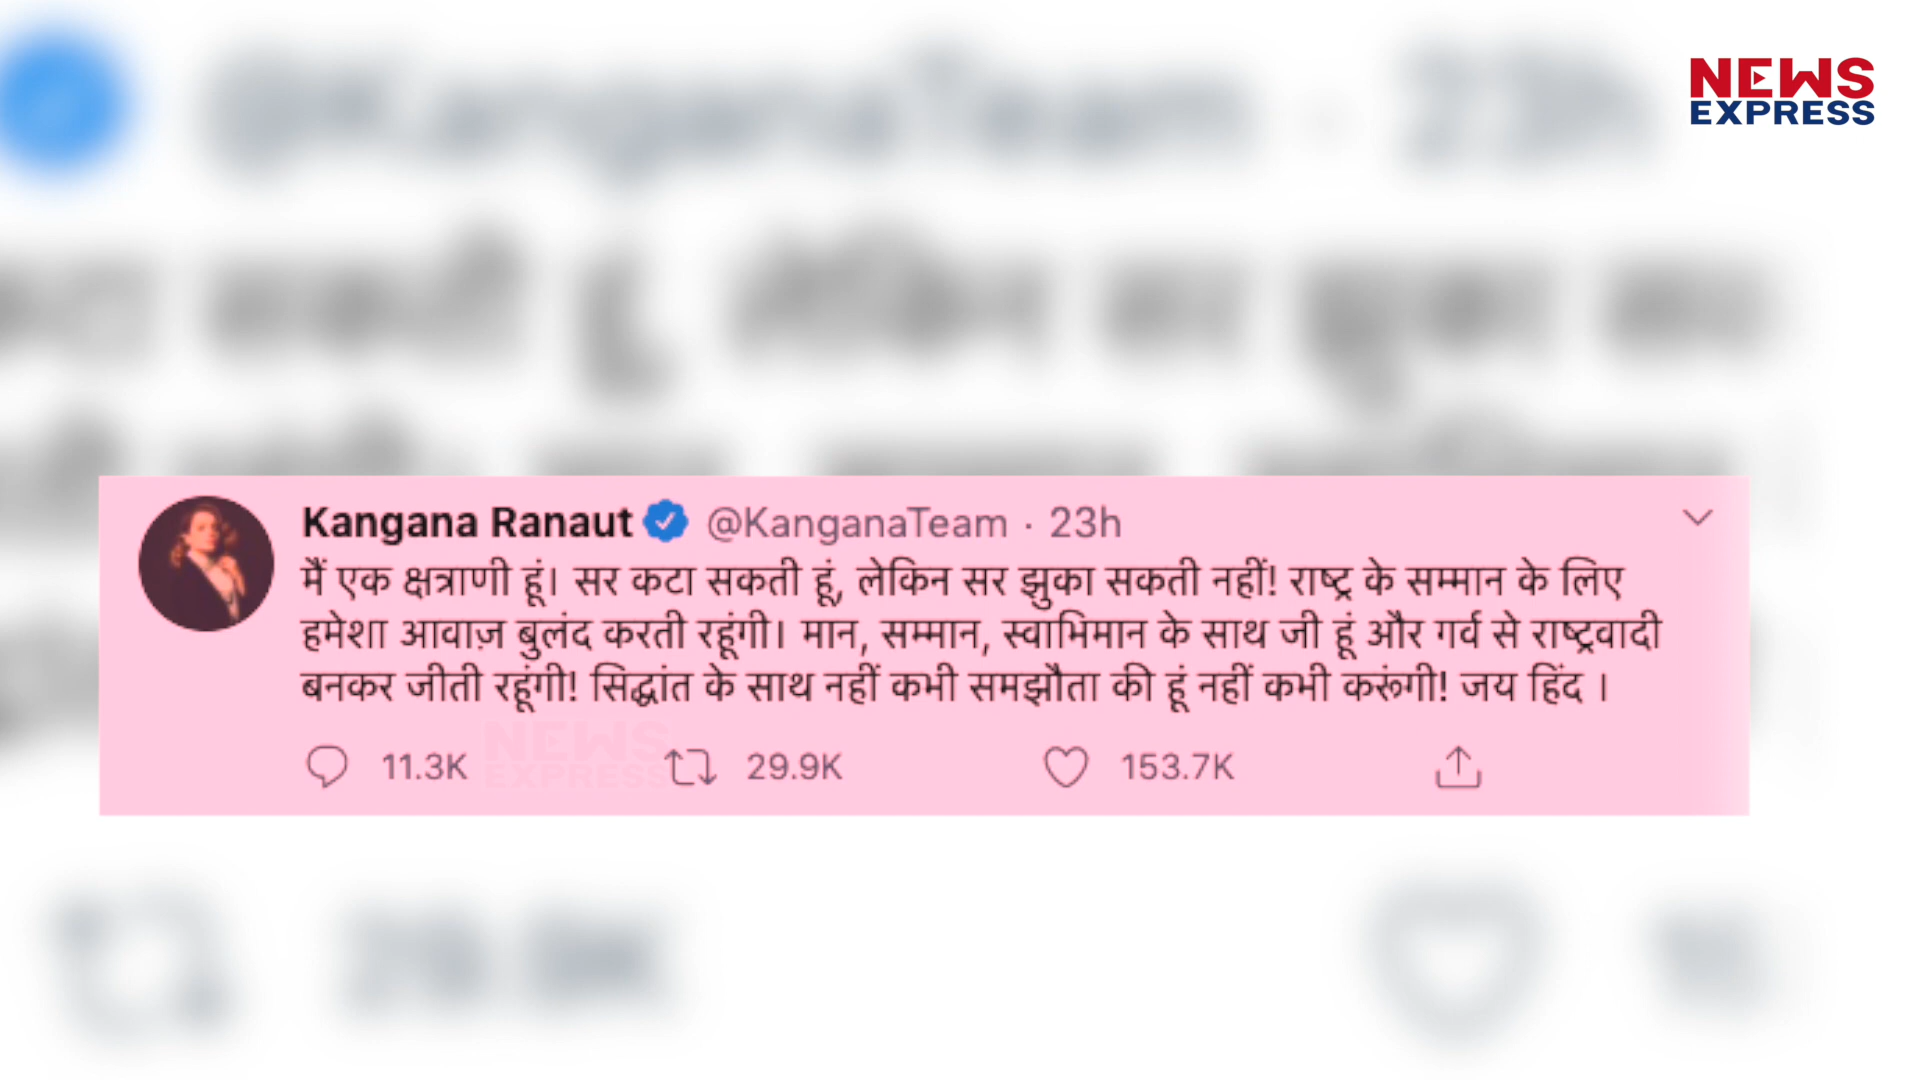 NEWS
EXPRESS
Kangana Ranaut @KanganaTeam · 23h
मैं एक क्षत्राणी हूं। सर कटा सकती हूं, लेकिन सर झुका सकती नहीं! राष्ट्र के सम्मान के लिए
हमेशा आवाज़ बुलंद करती रहूंगी। मान, सम्मान, स्वाभिमान के साथ जी हूं और गर्व से राष्ट्रवादी
बनकर जीती रहूंगी! सिद्धांत के साथ नहीं कभी समझौता की हूं नहीं कभी करूंगी! जय हिंद ।
NEWS
EXPRESS
11.3K 29.9K 153.7K